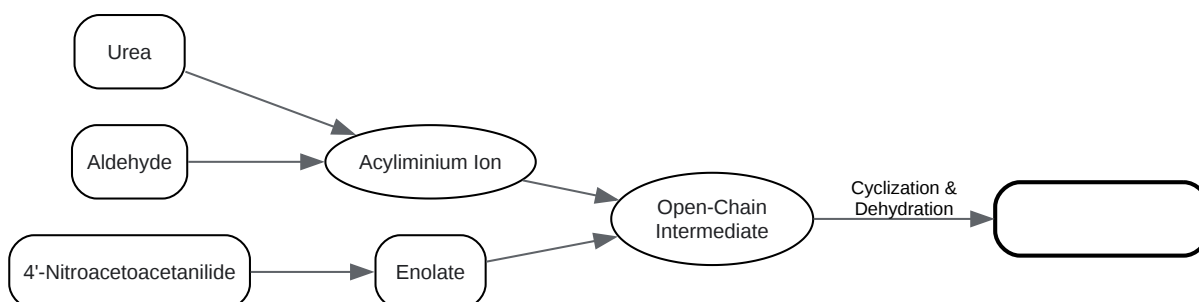 Urea
Aldehyde
Acyliminium Ion
4'-Nitroacetoacetanilide
Enolate
Open-Chain
Intermediate
Cyclization &
Dehydration